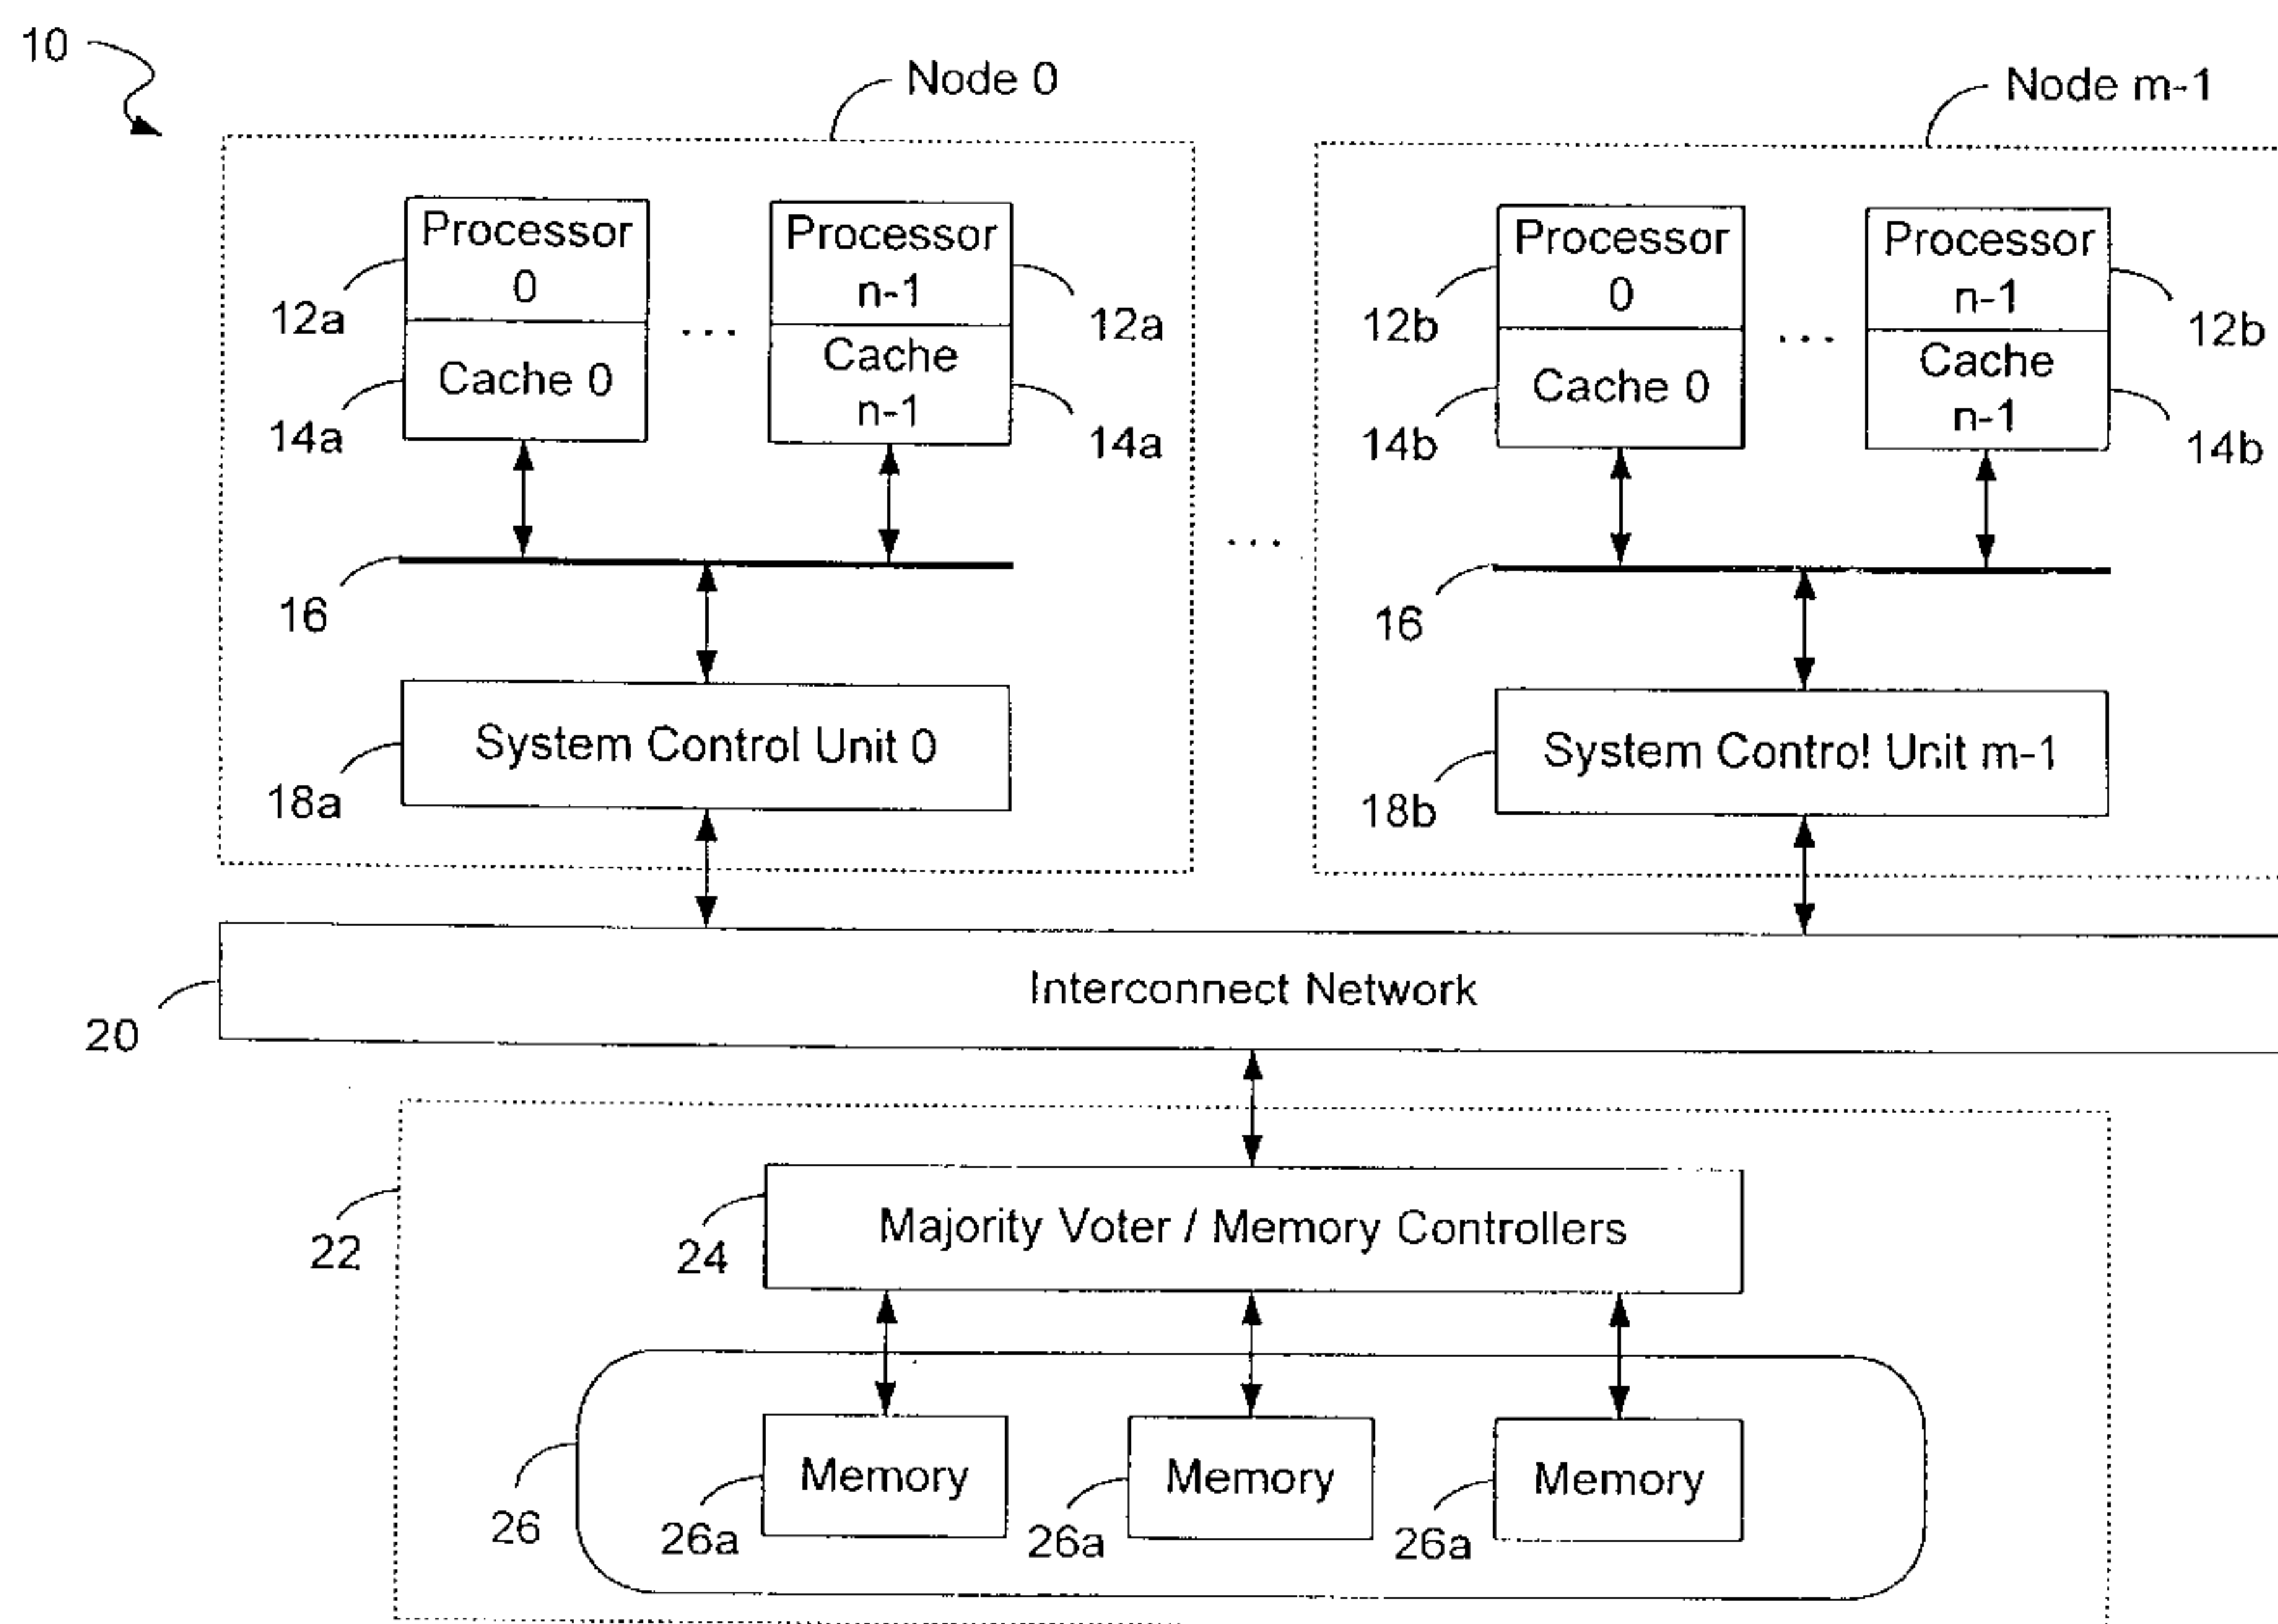 10
Node 0
Node m-1
Processor
0
Processor
n-1
Processor
0
Processor
n-1
12a
...
12a
12b
...
12b
Cache 0
Cache
n-1
Cache 0
Cache
n-1
14a
14a
14b
14b
...
16
16
System Control Unit 0
System Control Unit m-1
18a
18b
Interconnect Network
20
Majority Voter / Memory Controllers
22
24
Memory
Memory
Memory
26
26a
26a
26a